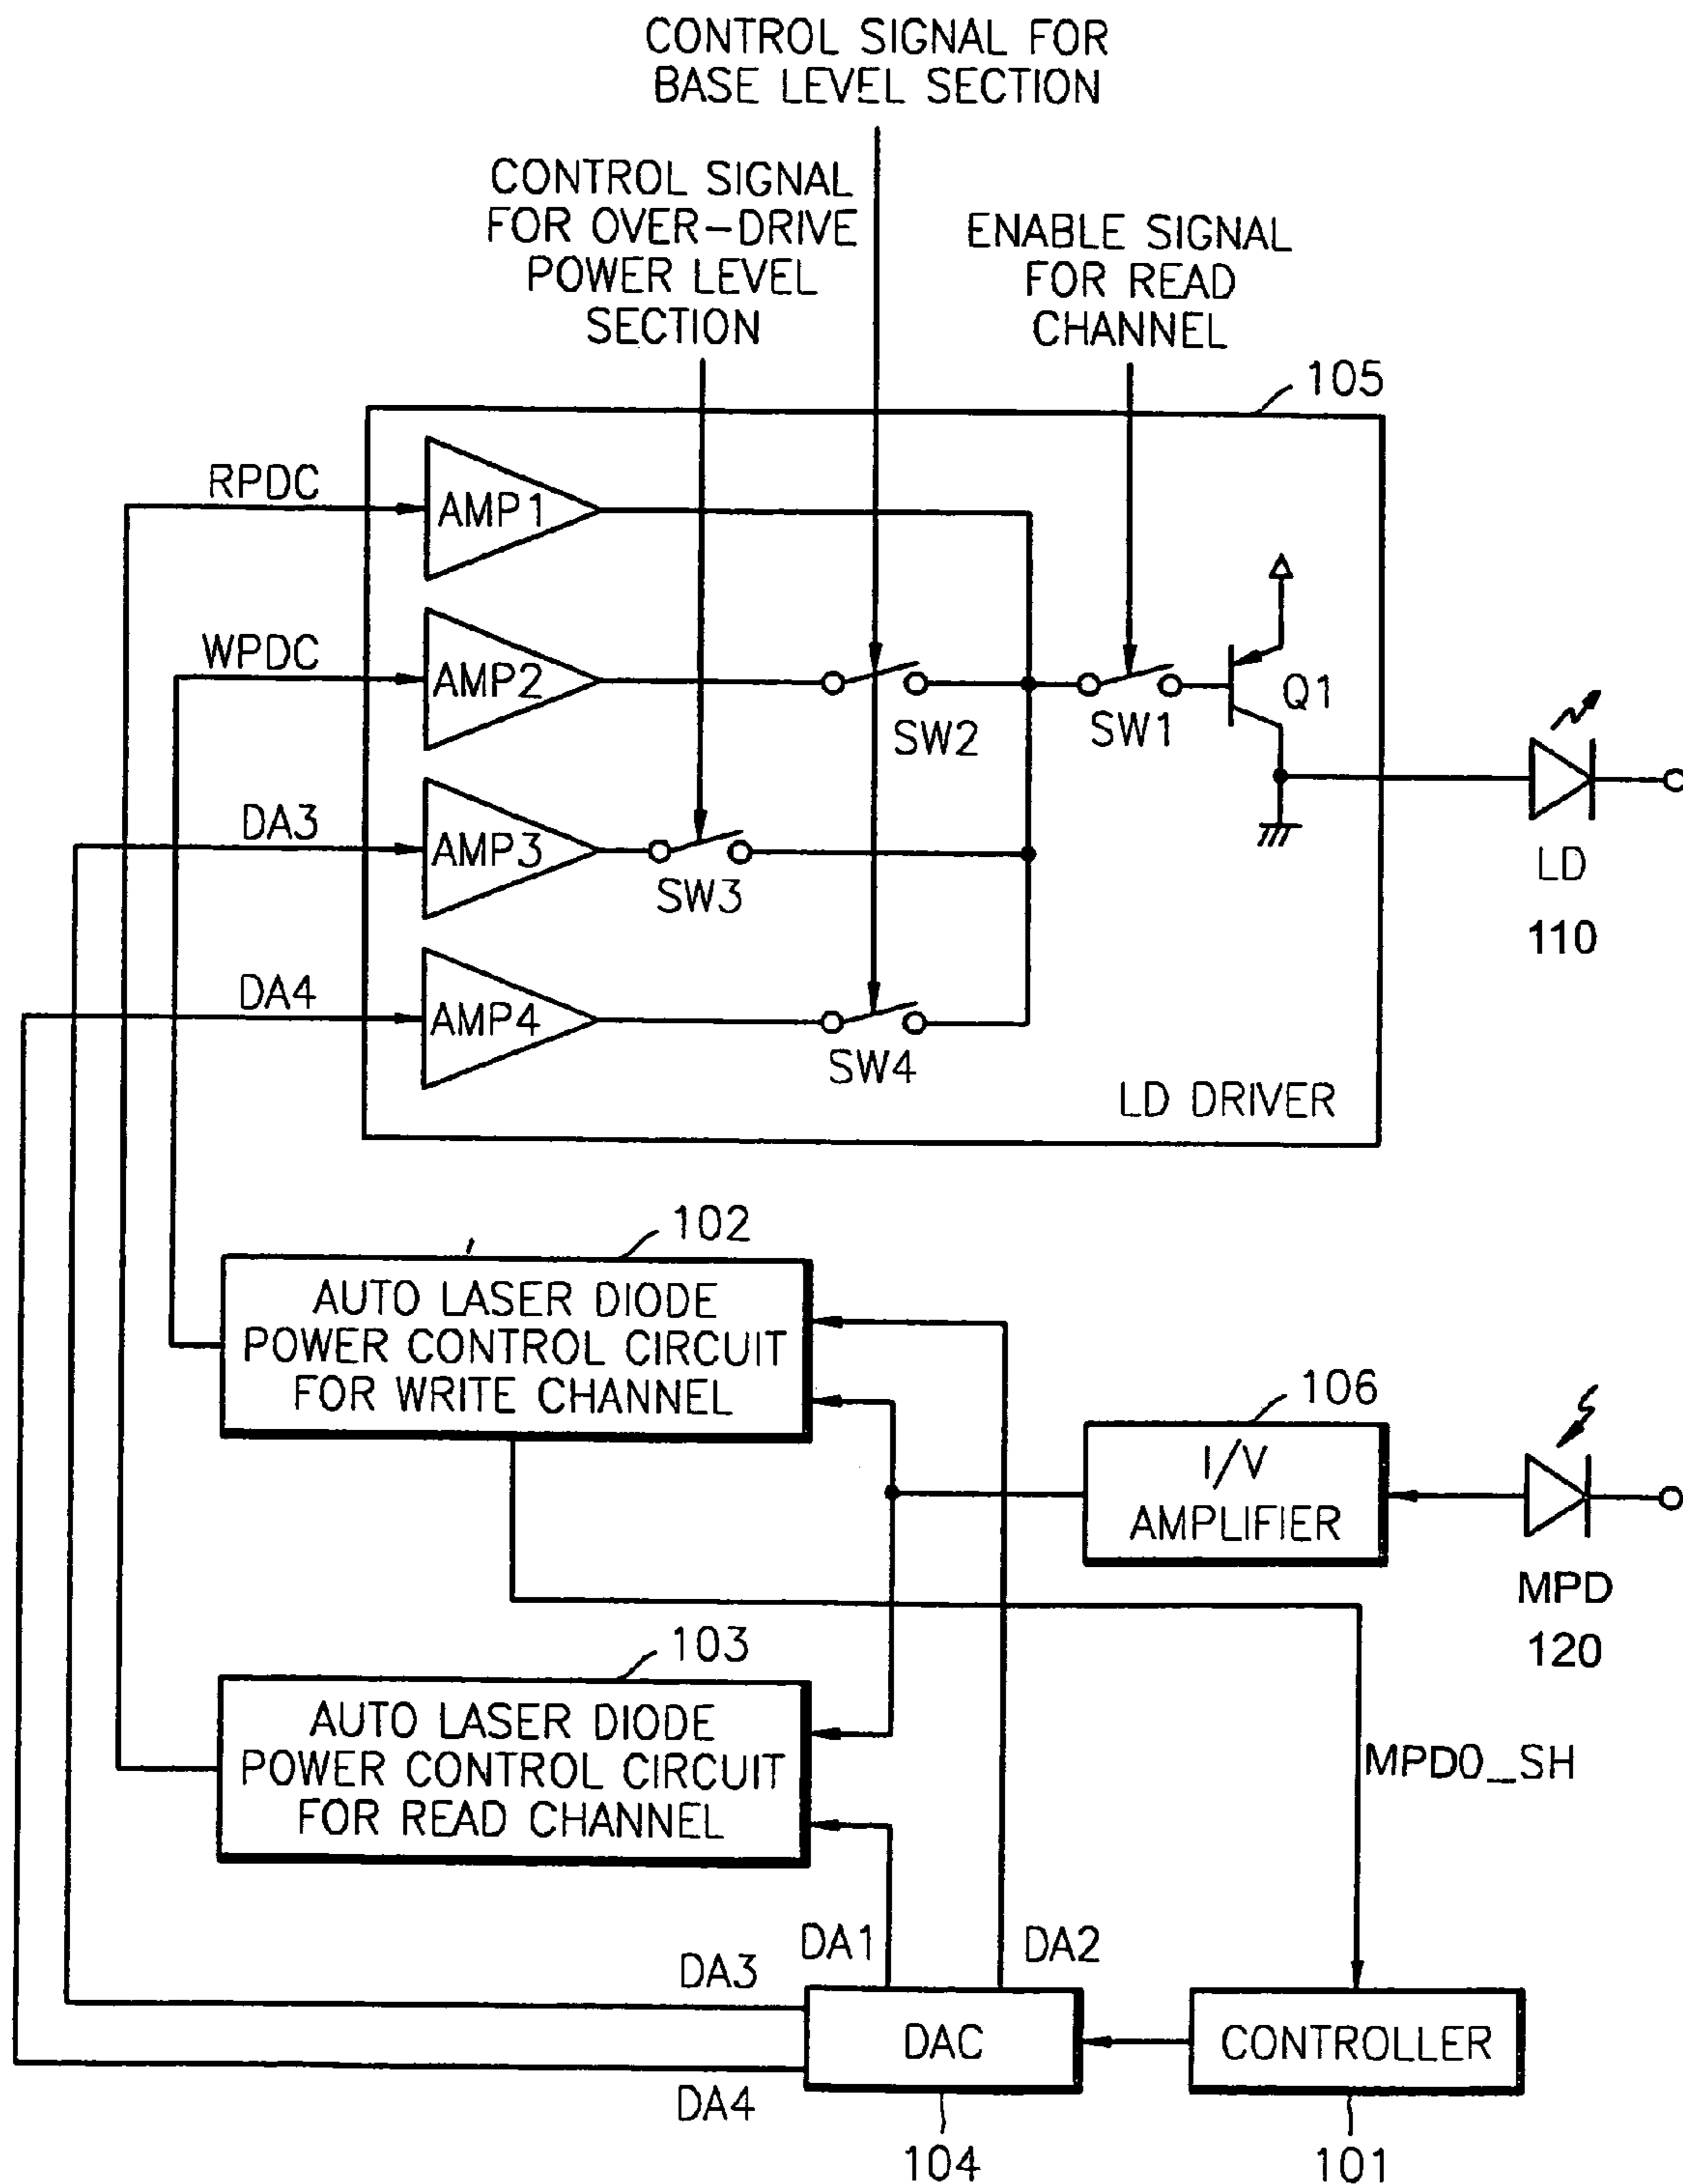 CONTROL SIGNAL FOR
BASE LEVEL SECTION
CONTROL SIGNAL
FOR OVER-DRIVE
POWER LEVEL
SECTION
ENABLE SIGNAL
FOR READ
CHANNEL
105
RPDC
AMP1
WPDC
AMP2
SW2
SW1
Q1
DA3
AMP3
SW3
LD
110
DA4
AMP4
SW4
LD DRIVER
102
AUTO LASER DIODE
POWER CONTROL CIRCUIT
FOR WRITE CHANNEL
106
I/V
AMPLIFIER
MPD
120
103
AUTO LASER DIODE
POWER CONTROL CIRCUIT
FOR READ CHANNEL
MPD0_SH
DA1
DA2
DA3
DAC
CONTROLLER
DA4
104
101